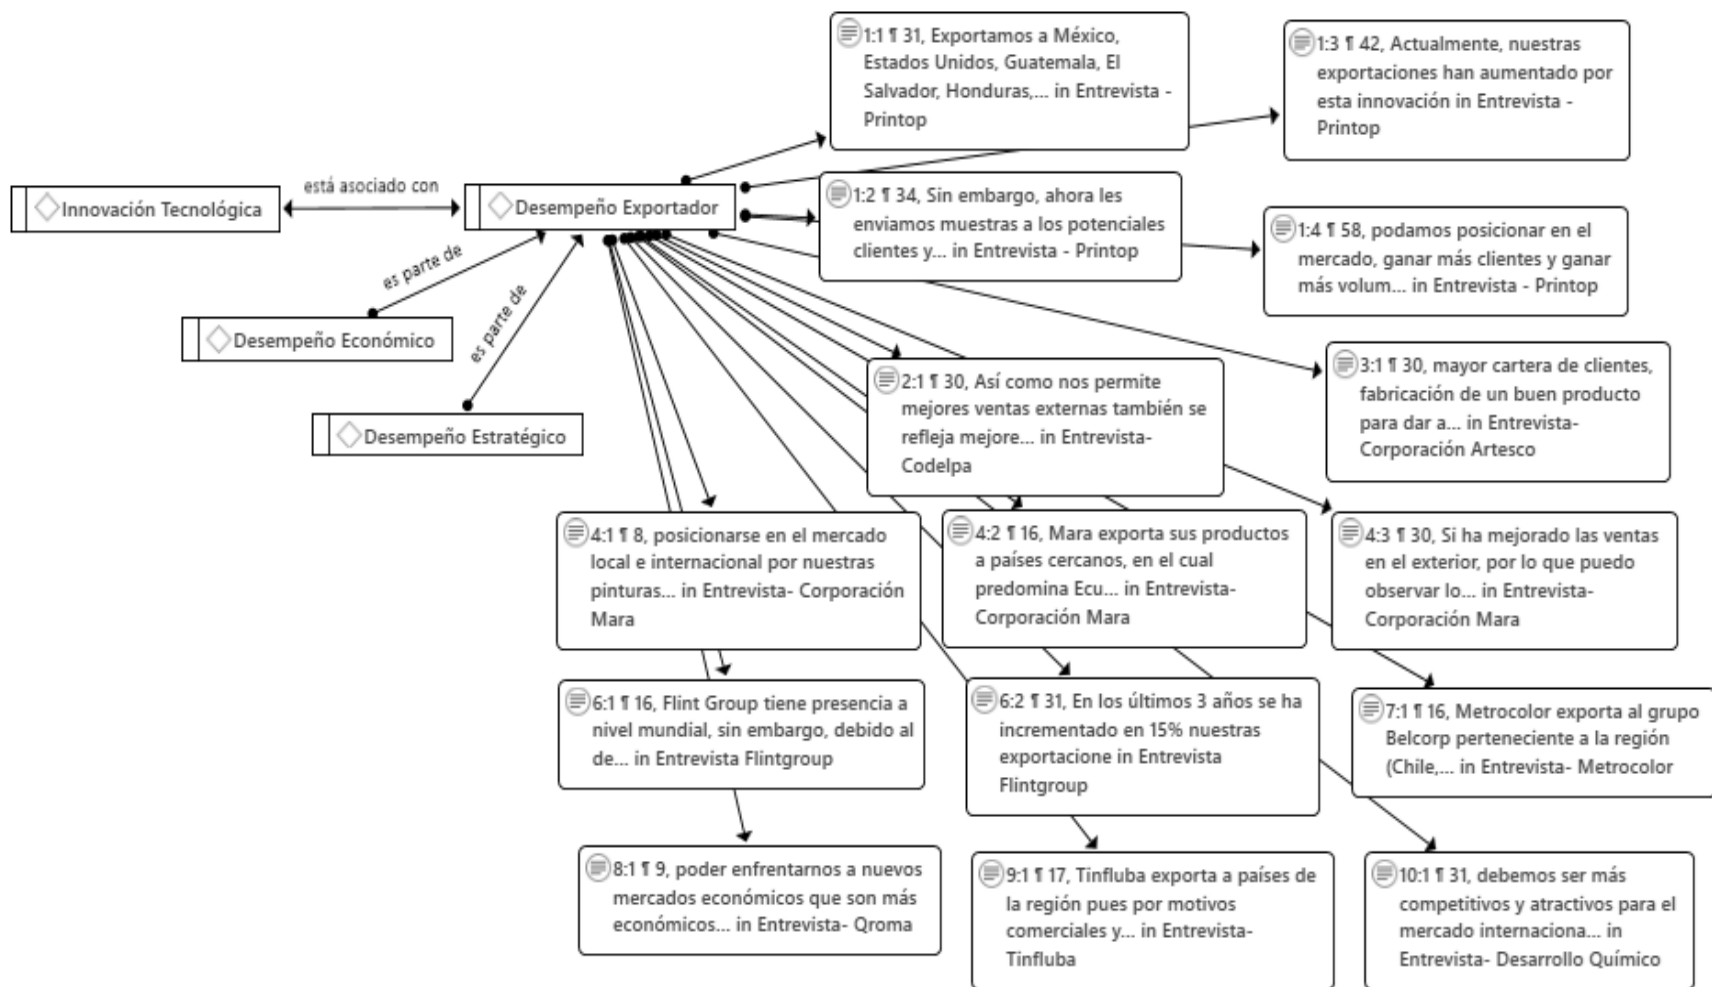 1:1 ¶ 31, Exportamos a México,
Estados Unidos, Guatemala, El
Salvador, Honduras,... in Entrevista -
Printop
1:3 ¶ 42, Actualmente, nuestras
exportaciones han aumentado por
esta innovación in Entrevista -
Printop
Innovación Tecnológica
está asociado con
Desempeño Exportador
1:2 ¶ 34, Sin embargo, ahora les
enviamos muestras a los potenciales
clientes y... in Entrevista - Printop
1:4 ¶ 58, podamos posicionar en el
mercado, ganar más clientes y ganar
más volum... in Entrevista - Printop
es parte de
Desempeño Económico
es parte de
Desempeño Estratégico
2:1 ¶ 30, Así como nos permite
mejores ventas externas también se
refleja mejore... in Entrevista-
Codelpa
3:1 ¶ 30, mayor cartera de clientes,
fabricación de un buen producto
para dar a... in Entrevista-
Corporación Artesco
4:1 ¶ 8, posicionarse en el mercado
local e internacional por nuestras
pinturas... in Entrevista- Corporación
Mara
4:2 ¶ 16, Mara exporta sus productos
a países cercanos, en el cual
predomina Ecu... in Entrevista-
Corporación Mara
4:3 ¶ 30, Si ha mejorado las ventas
en el exterior, por lo que puedo
observar lo... in Entrevista-
Corporación Mara
6:1 ¶ 16, Flint Group tiene presencia a
nivel mundial, sin embargo, debido al
de... in Entrevista Flintgroup
6:2 ¶ 31, En los últimos 3 años se ha
incrementado en 15% nuestras
exportacione in Entrevista
Flintgroup
7:1 ¶ 16, Metrocolor exporta al grupo
Belcorp perteneciente a la región
(Chile,... in Entrevista- Metrocolor
8:1 ¶ 9, poder enfrentarnos a nuevos
mercados económicos que son más
económicos... in Entrevista- Qroma
9:1 ¶ 17, Tinfluba exporta a países de
la región pues por motivos
comerciales y... in Entrevista-
Tinfluba
10:1 ¶ 31, debemos ser más
competitivos y atractivos para el
mercado internaciona... in
Entrevista- Desarrollo Químico